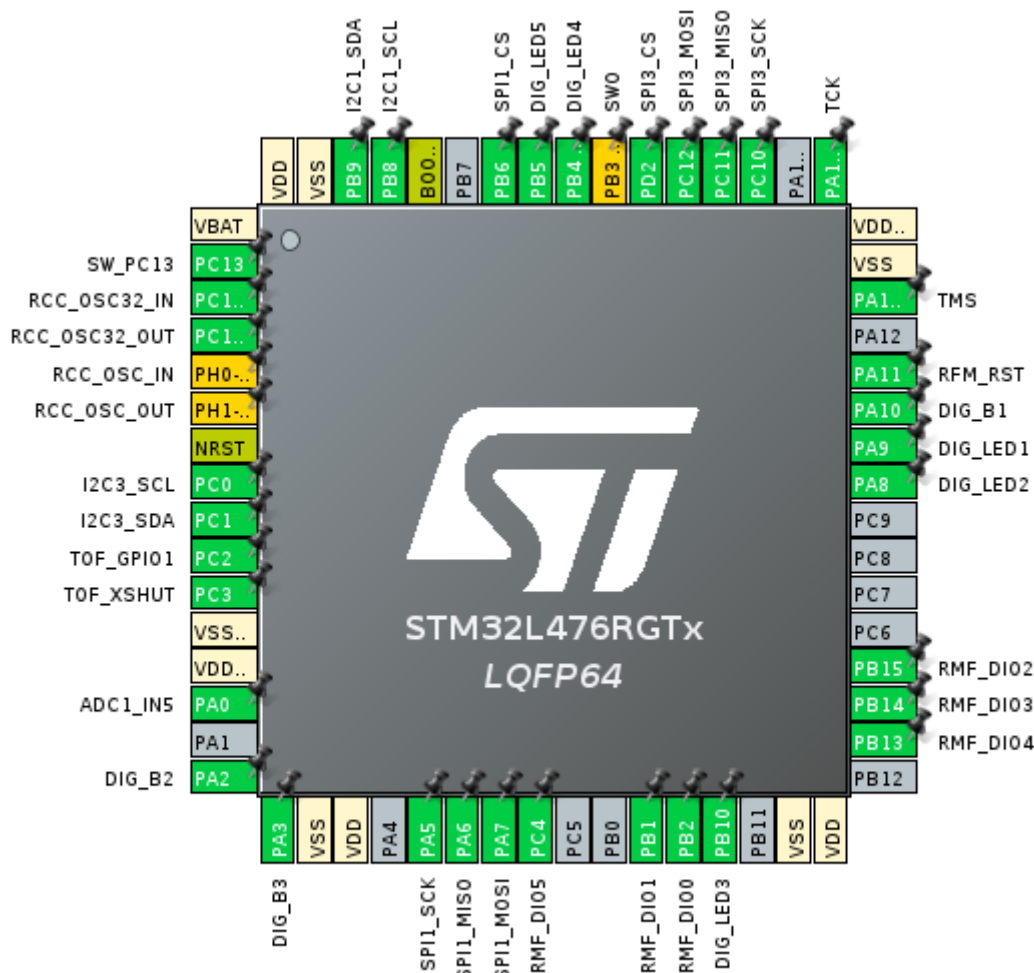 I2C1_SDA
I2C1_SCL
SPI1_CS
DIG_LED5
DIG_LED4
SWO
SPI3_CS
SPI3_MOSI
SPI3_MISO
SPI3_SCK
TCK
VDD
VSS
PB9
PB8
BOO..
PB7
PB6
PB5
PB4..
PB3..
PD2
PC12
PC11
PC10
PA1..
PA1..
VBAT
SW_PC13 PC13
RCC_OSC32_IN PC1..
RCC_OSC32_OUT PC1..
RCC_OSC_IN PH0-..
RCC_OSC_OUT PH1-..
NRST
I2C3_SCL PC0
I2C3_SDA PC1
TOF_GPIO1 PC2
TOF_XSHUT PC3
VSS..
VDD..
ADC1_IN5 PA0
PA1
DIG_B2 PA2
STM32L476RGTx
LQFP64
VDD..
VSS
PA1.. TMS
PA12
PA11 RFM_RST
PA10 DIG_B1
PA9 DIG_LED1
PA8 DIG_LED2
PC9
PC8
PC7
PC6
PB15 RMF_DIO2
PB14 RMF_DIO3
PB13 RMF_DIO4
PB12
PA3
VSS
VDD
PA4
PA5
PA6
PA7
PC4
PC5
PB0
PB1
PB2
PB10
PB11
VSS
VDD
DIG_B3
SPI1_SCK
SPI1_MISO
SPI1_MOSI
RMF_DIO5
RMF_DIO1
RMF_DIO0
DIG_LED3